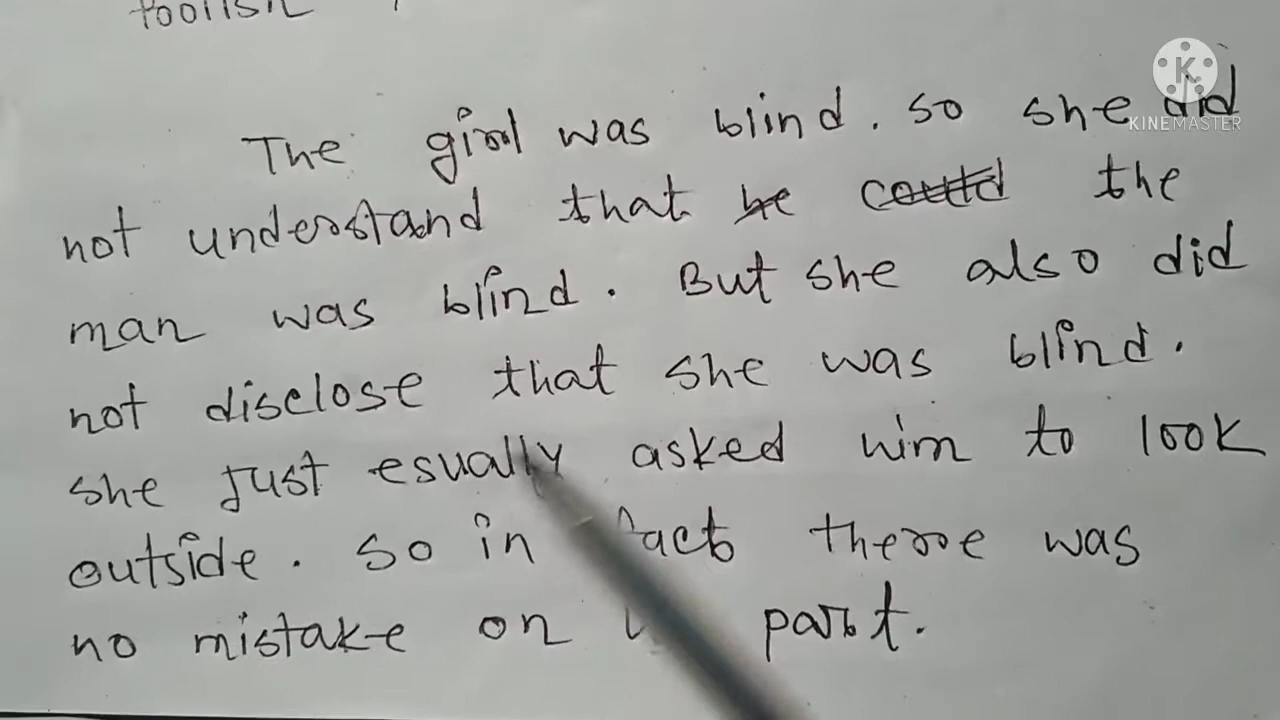 foolish
The girl was blind. so she did
not understand that he could the
man was blind. But she also did
not disclose that she was blind.
she just esually asked him to look
outside. so in fact there was
no mistake on part.
K
KINEMASTER